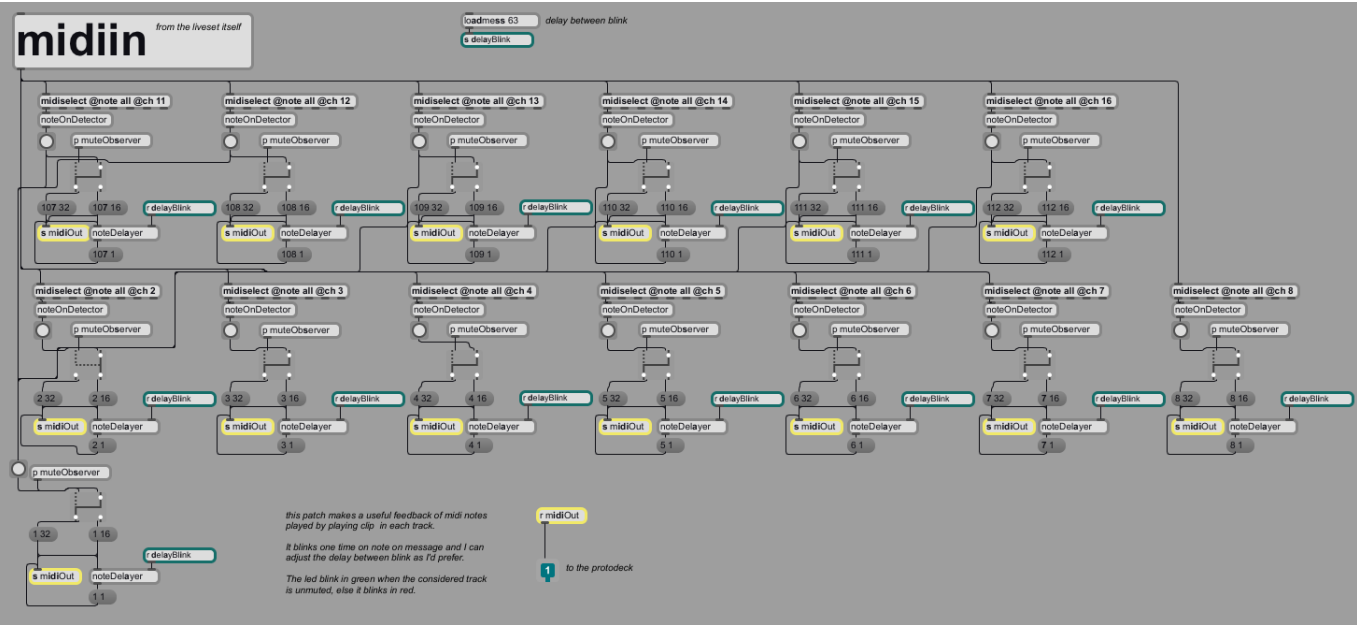 midiin from the liveset itself
loadmess 63 delay between blink
s delayBlink
midiselect @note all @ch 11 midiselect @note all @ch 12 midiselect @note all @ch 13 midiselect @note all @ch 14 midiselect @note all @ch 15 midiselect @note all @ch 16
noteOnDetector noteOnDetector noteOnDetector noteOnDetector noteOnDetector noteOnDetector
p muteObserver p muteObserver p muteObserver p muteObserver p muteObserver p muteObserver
107 32 107 16 r delayBlink 108 32 108 16 r delayBlink 109 32 109 16 r delayBlink 110 32 110 16 r delayBlink 111 32 111 16 r delayBlink 112 32 112 16 r delayBlink
s midiOut noteDelayer s midiOut noteDelayer s midiOut noteDelayer s midiOut noteDelayer s midiOut noteDelayer s midiOut noteDelayer
107 1 108 1 109 1 110 1 111 1 112 1
midiselect @note all @ch 2 midiselect @note all @ch 3 midiselect @note all @ch 4 midiselect @note all @ch 5 midiselect @note all @ch 6 midiselect @note all @ch 7 midiselect @note all @ch 8
noteOnDetector noteOnDetector noteOnDetector noteOnDetector noteOnDetector noteOnDetector noteOnDetector
p muteObserver p muteObserver p muteObserver p muteObserver p muteObserver p muteObserver p muteObserver
2 32 2 16 r delayBlink 3 32 3 16 r delayBlink 4 32 4 16 r delayBlink 5 32 5 16 r delayBlink 6 32 6 16 r delayBlink 7 32 7 16 r delayBlink 8 32 8 16 r delayBlink
s midiOut noteDelayer s midiOut noteDelayer s midiOut noteDelayer s midiOut noteDelayer s midiOut noteDelayer s midiOut noteDelayer s midiOut noteDelayer
2 1 3 1 4 1 5 1 6 1 7 1 8 1
p muteObserver
1 32 1 16
r delayBlink
s midiOut noteDelayer
1 1
this patch makes a useful feedback of midi notes
played by playing clip in each track.
It blinks one time on note on message and I can
adjust the delay between blink as I'd prefer.
The led blink in green when the considered track
is unmuted, else it blinks in red.
r midiOut
1 to the protodeck